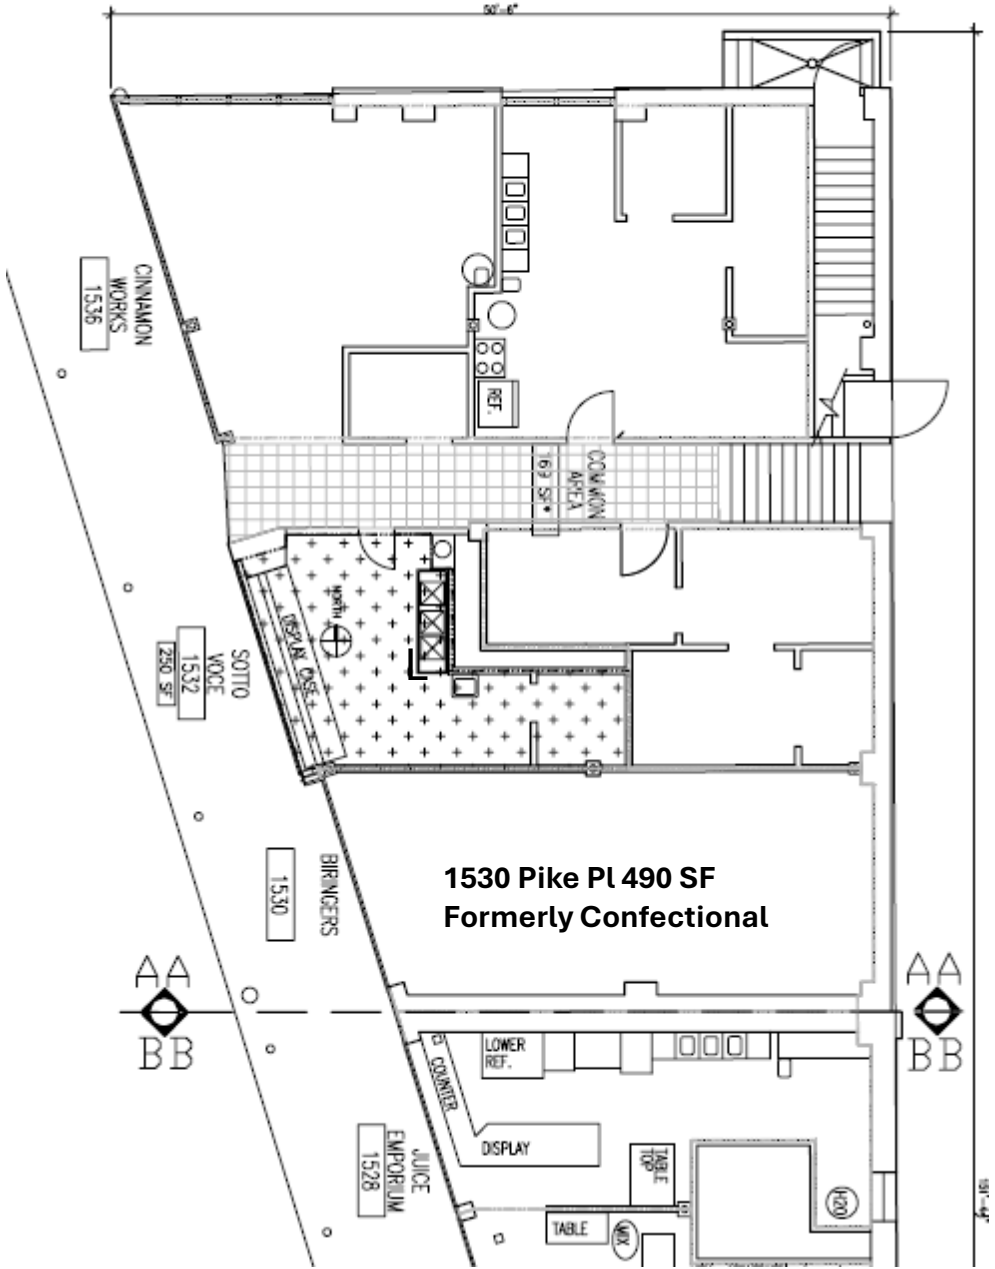 50'-6"
CINNAMON
WORKS
1536
REF.
COMMON
AREA
169 SF*
NORTH
DISPLAY CASE
SOTTO
VOCE
1532
250 SF
BIRINGERS
1530
1530 Pike Pl 490 SF
Formerly Confectional
AA
AA
BB
BB
LOWER
REF.
COUNTER
DISPLAY
JUICE
EMPORIUM
1528
TABLE
TOP
H20
TABLE
MIX